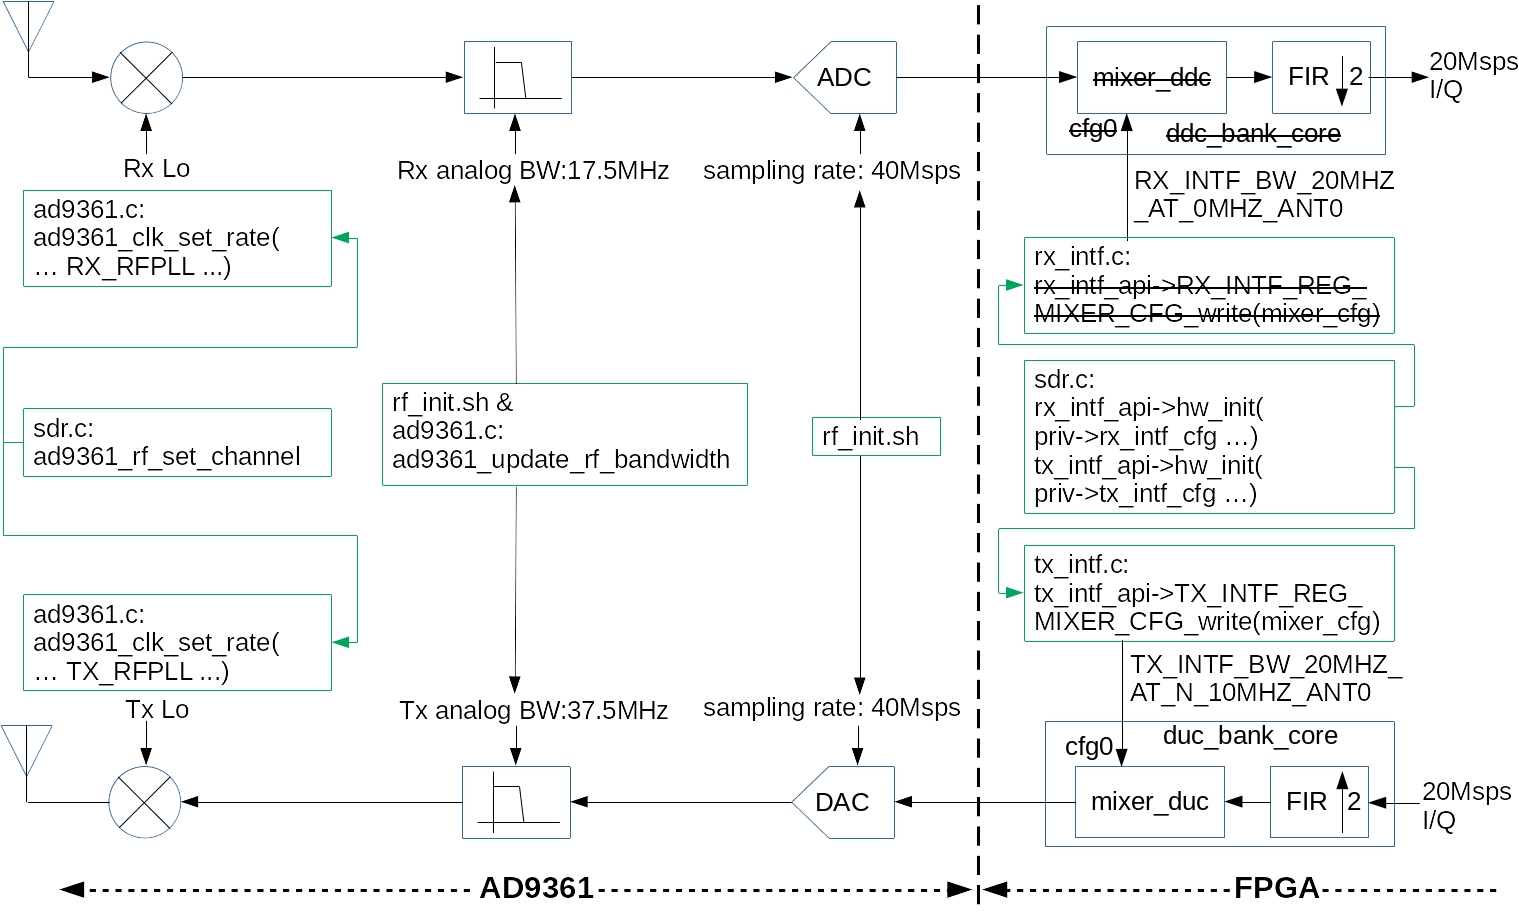 ADC
mixer_ddc
FIR
2
20Msps
I/Q
cfg0
ddc_bank_core
Rx Lo
Rx analog BW:17.5MHz
sampling rate: 40Msps
RX_INTF_BW_20MHZ
_AT_0MHZ_ANT0
ad9361.c:
ad9361_clk_set_rate(
… RX_RFPLL ...)
rx_intf.c:
rx_intf_api->RX_INTF_REG_
MIXER_CFG_write(mixer_cfg)
sdr.c:
ad9361_rf_set_channel
rf_init.sh &
ad9361.c:
ad9361_update_rf_bandwidth
rf_init.sh
sdr.c:
rx_intf_api->hw_init(
priv->rx_intf_cfg …)
tx_intf_api->hw_init(
priv->tx_intf_cfg …)
ad9361.c:
ad9361_clk_set_rate(
… TX_RFPLL ...)
tx_intf.c:
tx_intf_api->TX_INTF_REG_
MIXER_CFG_write(mixer_cfg)
TX_INTF_BW_20MHZ_
AT_N_10MHZ_ANT0
Tx Lo
Tx analog BW:37.5MHz
sampling rate: 40Msps
cfg0
duc_bank_core
DAC
mixer_duc
FIR
2
20Msps
I/Q
AD9361
FPGA